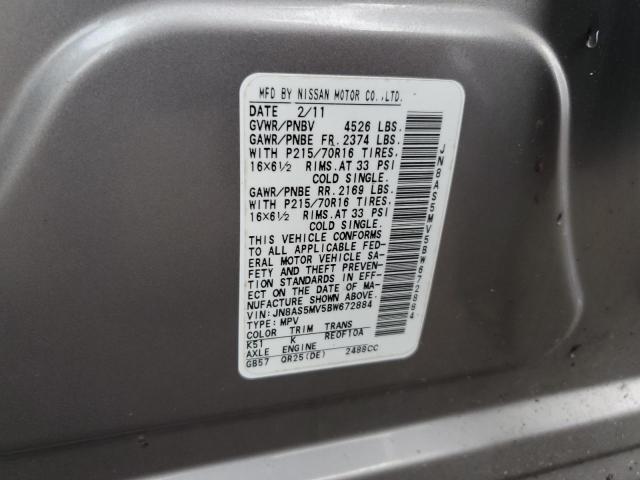 MFD BY NISSAN MOTOR CO.,LTD.
DATE 2/11
GVWR/PNBV 4526 LBS.
GAWR/PNBE FR. 2374 LBS.
WITH P215/70R16 TIRES.
16X6½ RIMS.AT 33 PSI
COLD SINGLE.
GAWR/PNBE RR. 2169 LBS.
WITH P215/70R16 TIRES.
16X6½ RIMS.AT 33 PSI
COLD SINGLE.
THIS VEHICLE CONFORMS
TO ALL APPLICABLE FED-
ERAL MOTOR VEHICLE SA-
FETY AND THEFT PREVEN-
TION STANDARDS IN EFF-
ECT ON THE DATE OF MA-
NUFACTURE SHOWN ABOVE.
VIN: JN8AS5MV5BW672884
TYPE: MPV
COLOR TRIM TRANS
K51 K RE0F10A
AXLE ENGINE
GB57 QR25(DE) 2488CC
JN8AS5MV5BW672884